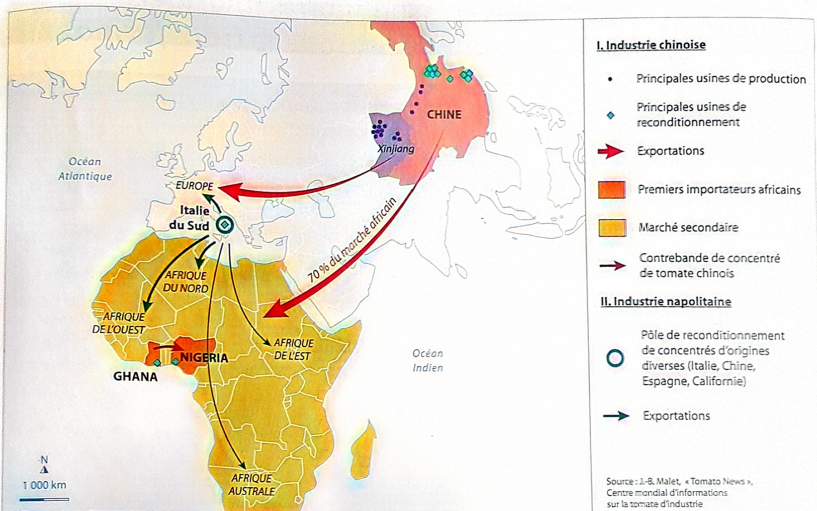 CHINE
Xinjiang
Océan
Atlantique
EUROPE
Italie
du Sud
70 % du marché africain
AFRIQUE
DU NORD
AFRIQUE
DE L'OUEST
NIGERIA
GHANA
AFRIQUE
DE L'EST
Océan
Indien
AFRIQUE
AUSTRALE
N
1 000 km
I. Industrie chinoise
Principales usines de production
Principales usines de
reconditionnement
Exportations
Premiers importateurs africains
Marché secondaire
Contrebande de concentré
de tomate chinois
II. Industrie napolitaine
Pôle de reconditionnement
de concentrés d'origines
diverses (Italie, Chine,
Espagne, Californie)
Exportations
Source : J.-B. Malet, « Tomato News »,
Centre mondial d'informations
sur la tomate d'industrie